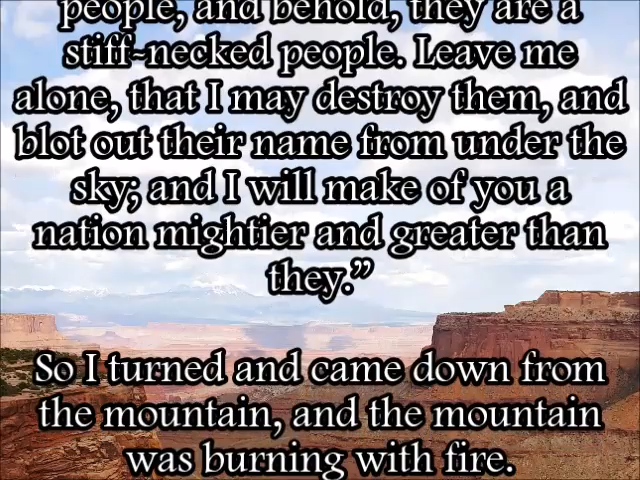 people, and behold, they are a
stiff-necked people. Leave me
alone, that I may destroy them, and
blot out their name from under the
sky; and I will make of you a
nation mightier and greater than
they.”
So I turned and came down from
the mountain, and the mountain
was burning with fire.